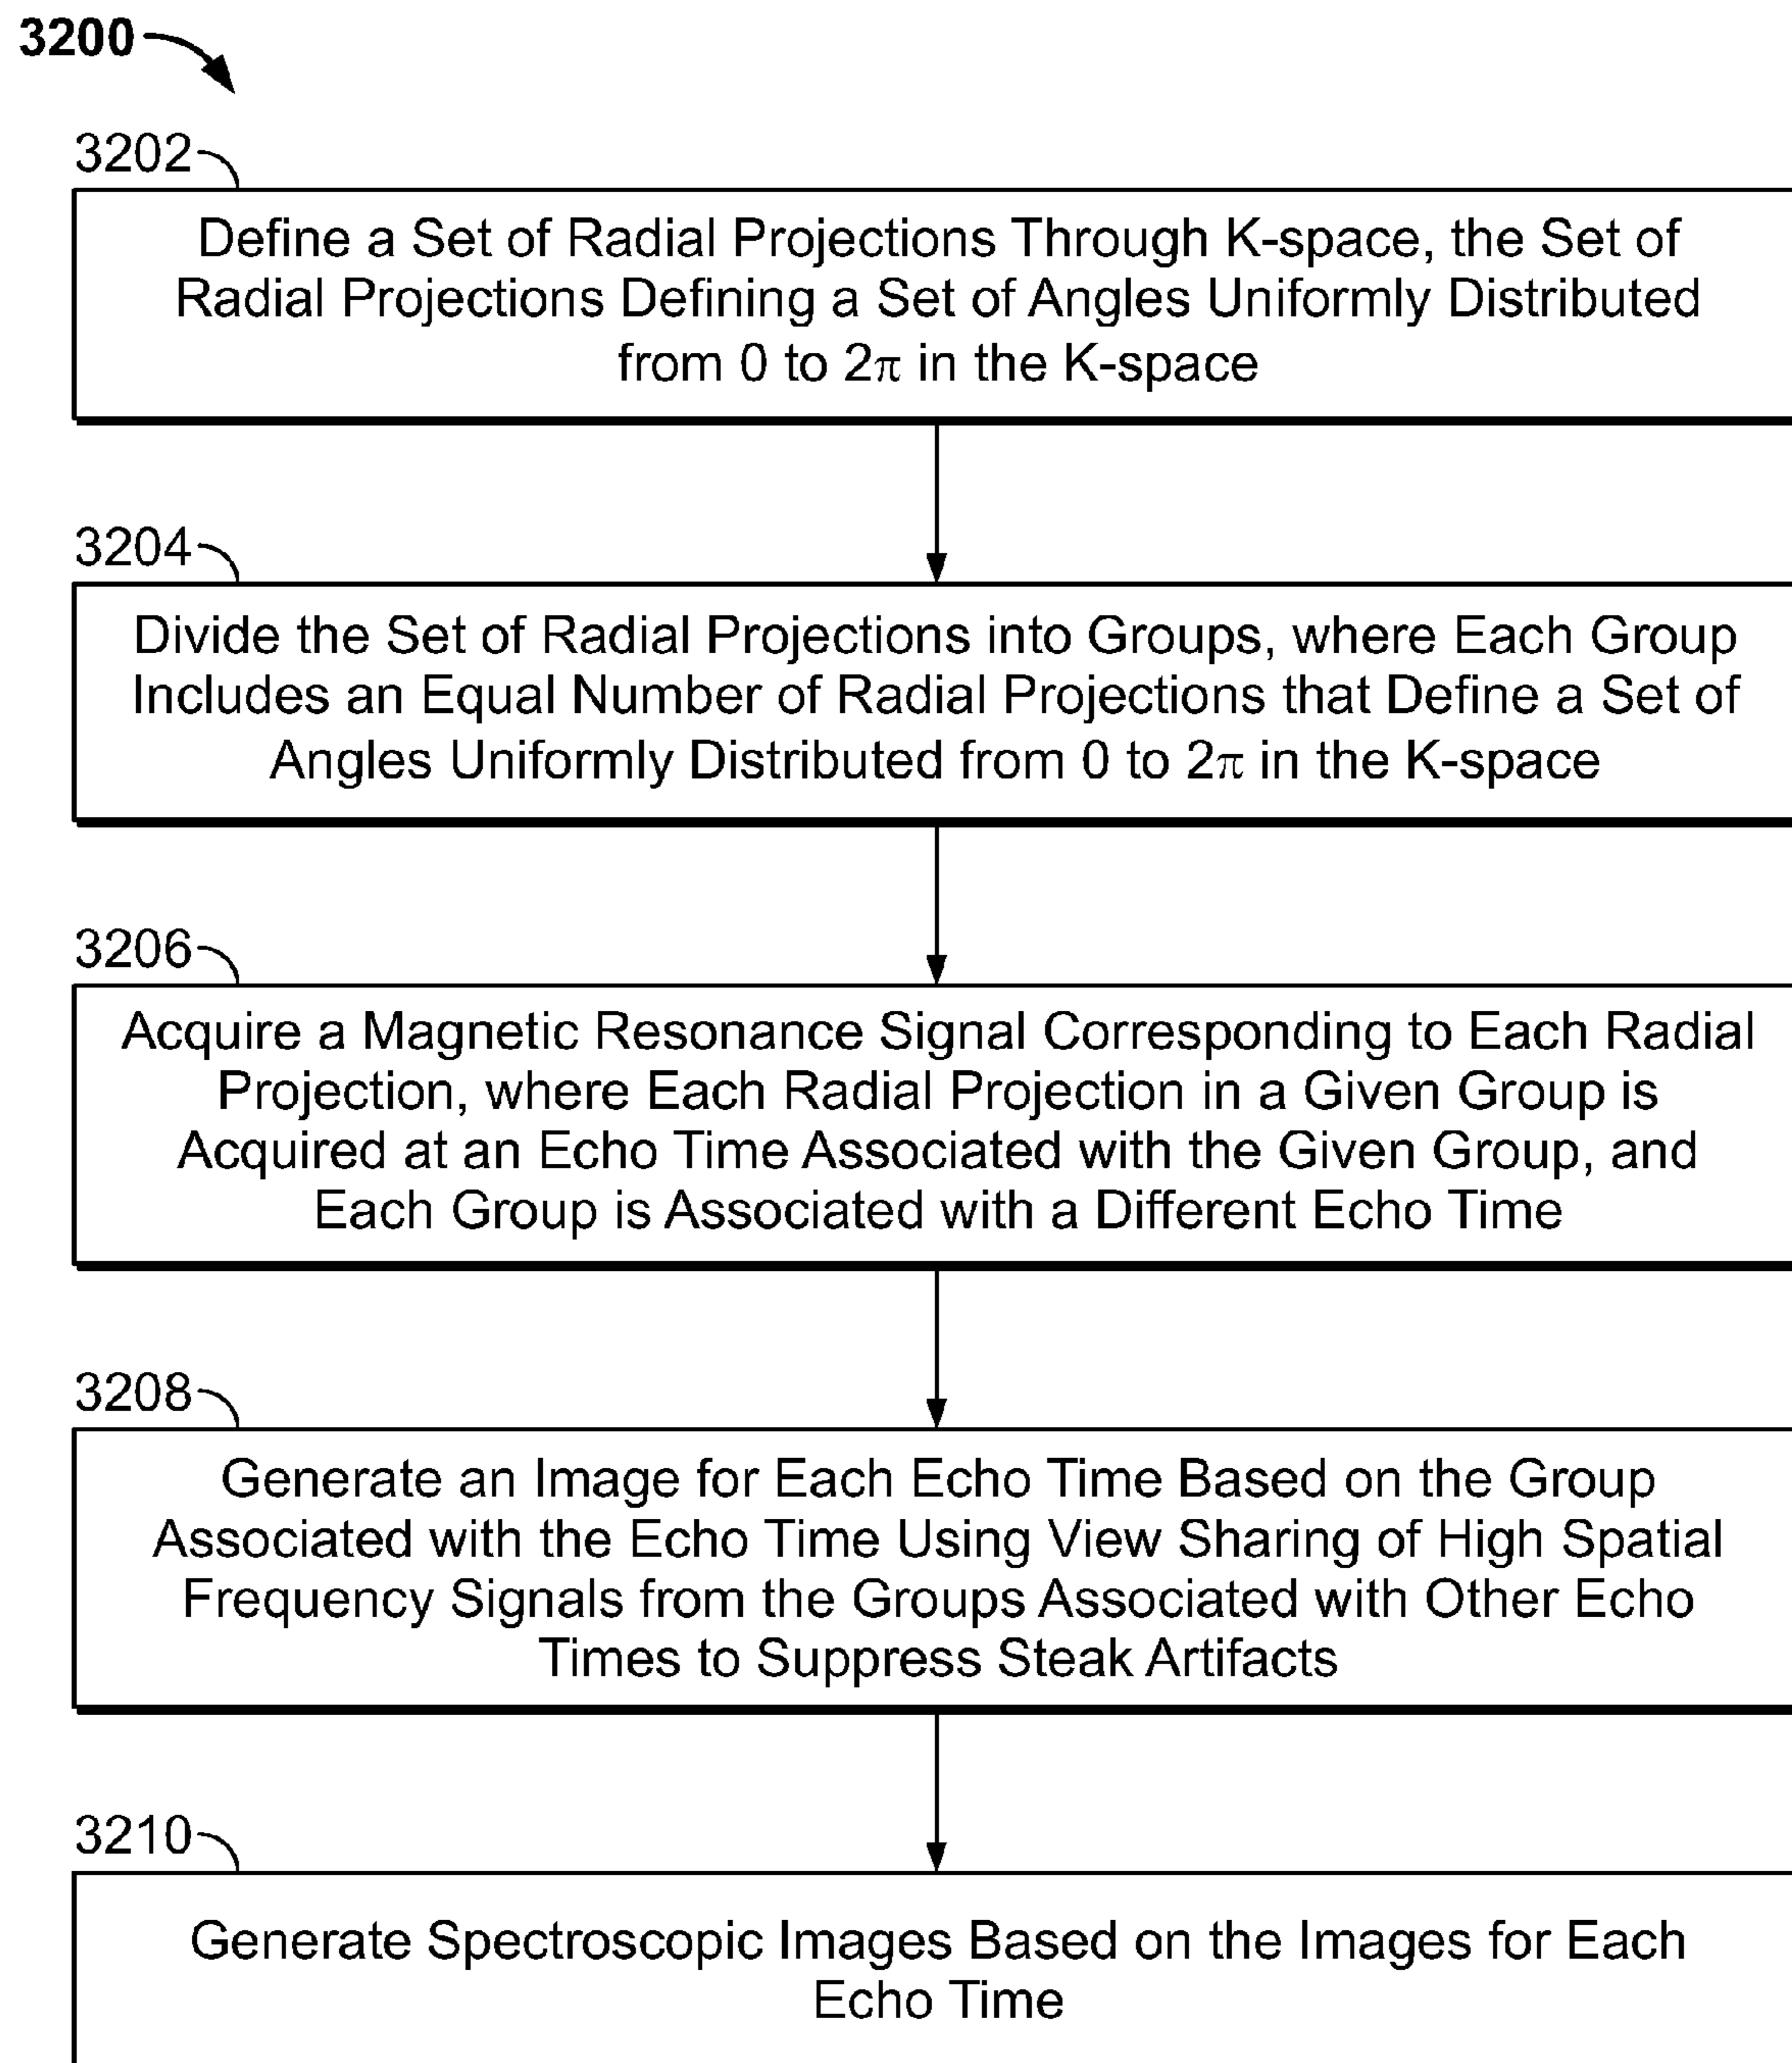 3200
3202
Define a Set of Radial Projections Through K-space, the Set of
Radial Projections Defining a Set of Angles Uniformly Distributed
from 0 to 2π in the K-space
3204
Divide the Set of Radial Projections into Groups, where Each Group
Includes an Equal Number of Radial Projections that Define a Set of
Angles Uniformly Distributed from 0 to 2π in the K-space
3206
Acquire a Magnetic Resonance Signal Corresponding to Each Radial
Projection, where Each Radial Projection in a Given Group is
Acquired at an Echo Time Associated with the Given Group, and
Each Group is Associated with a Different Echo Time
3208
Generate an Image for Each Echo Time Based on the Group
Associated with the Echo Time Using View Sharing of High Spatial
Frequency Signals from the Groups Associated with Other Echo
Times to Suppress Steak Artifacts
3210
Generate Spectroscopic Images Based on the Images for Each
Echo Time